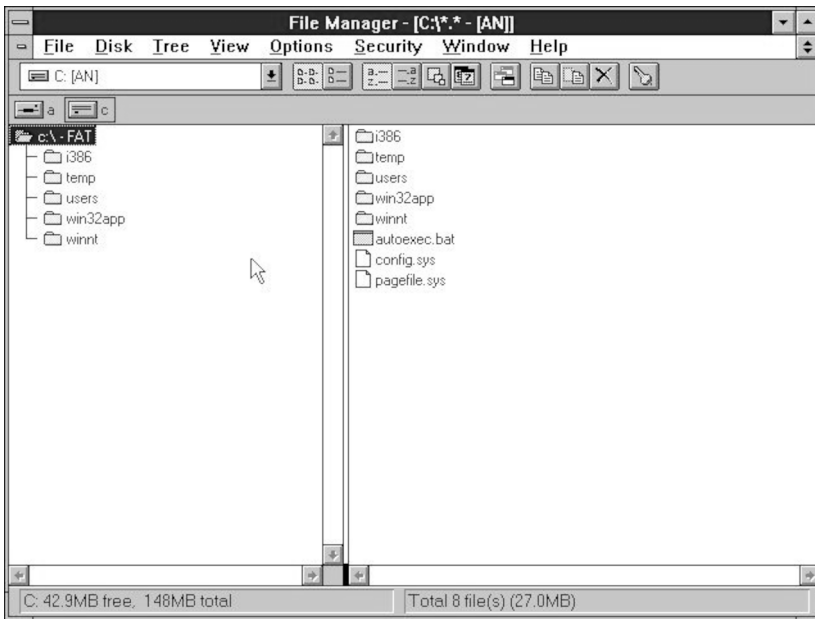 File Manager - [C:\*.* - [AN]]
File Disk Tree View Options Security Window Help
C: [AN]
a c
c:\ - FAT
i386
temp
users
win32app
winnt
i386
temp
users
win32app
winnt
autoexec.bat
config.sys
pagefile.sys
C: 42.9MB free, 148MB total
Total 8 file(s) (27.0MB)